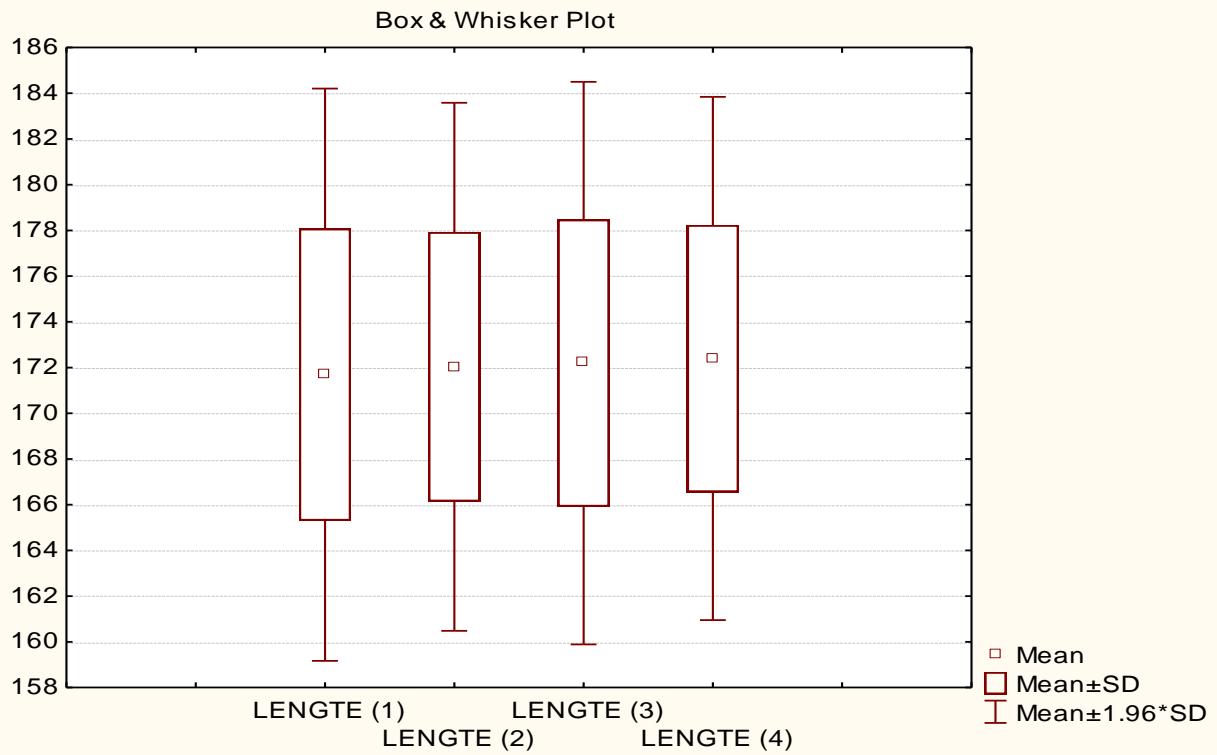 Box & Whisker Plot
186
184
182
180
178
176
174
172
170
168
166
164
162
160
158
LENGTE (1)
LENGTE (2)
LENGTE (3)
LENGTE (4)
Mean
Mean±SD
Mean±1.96*SD